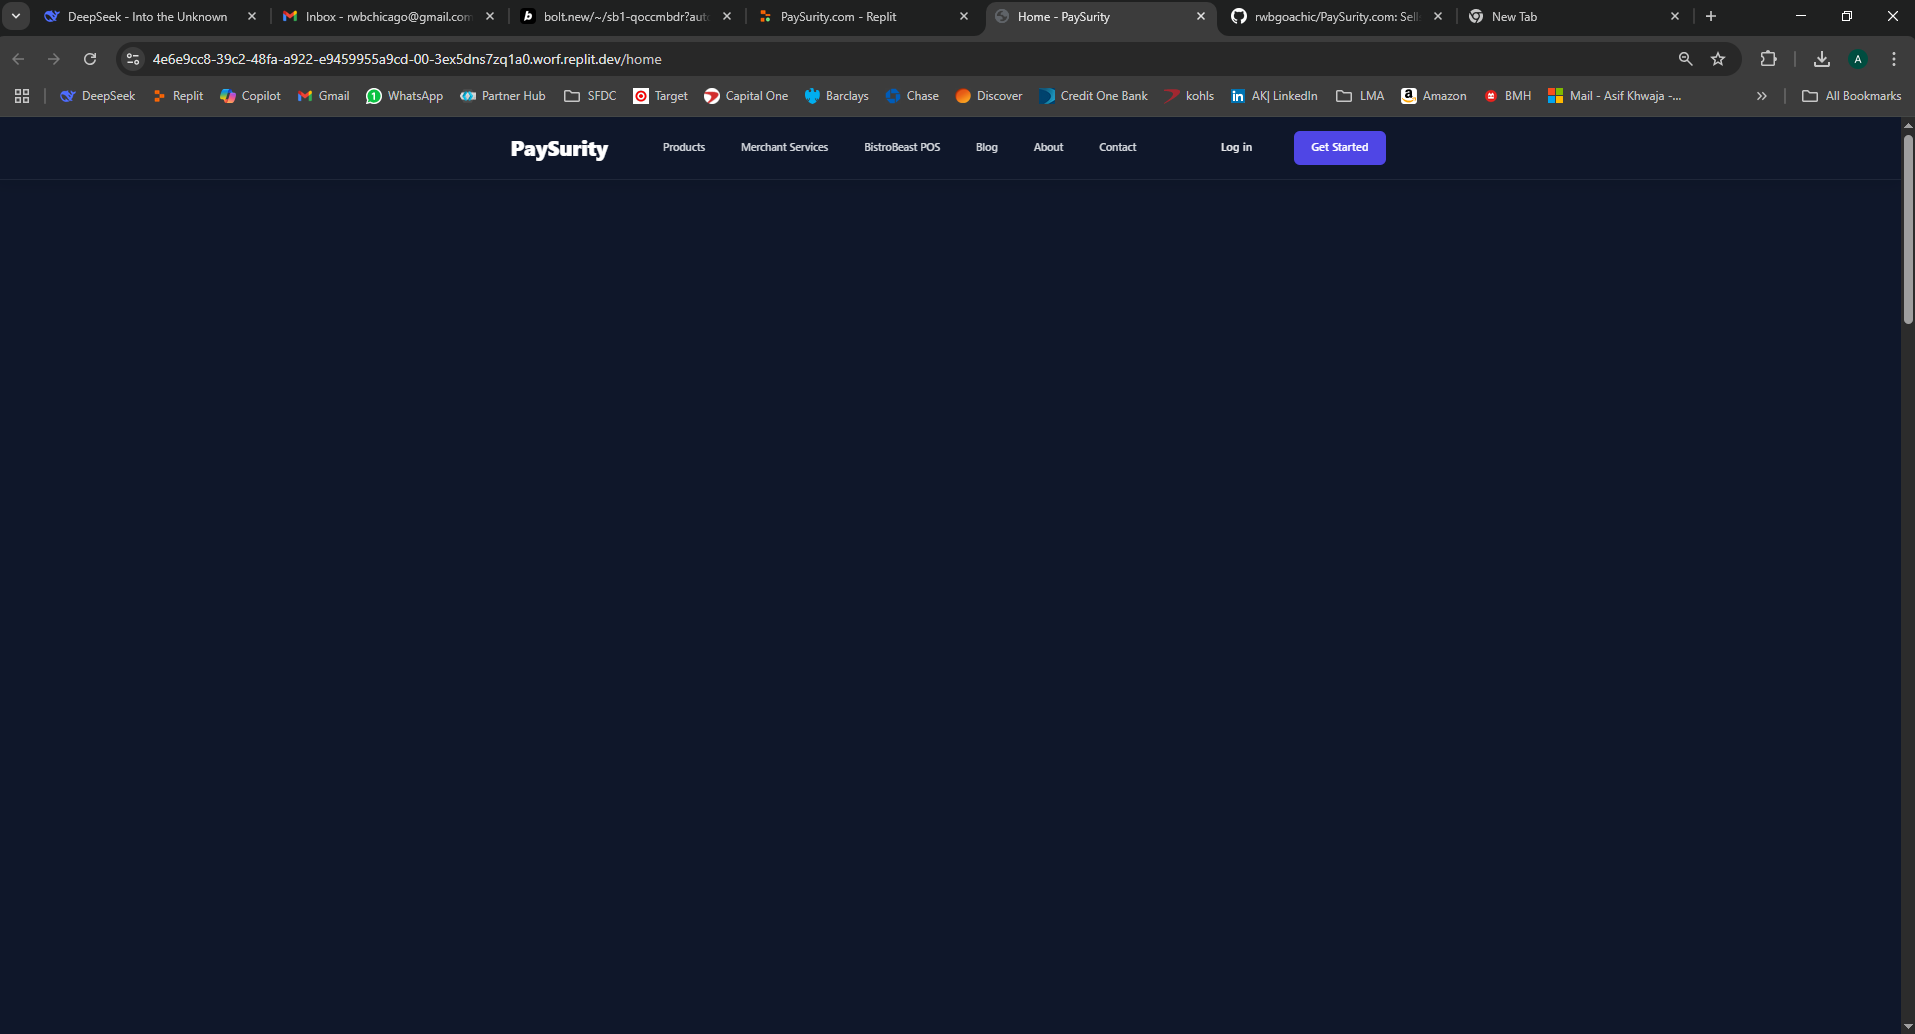 DeepSeek - Into the Unknown
Inbox - rwbchicago@gmail.com
bolt.new/~/sb1-qoccmbdr?aut
PaySurity.com - Replit
Home - PaySurity
rwbgoachic/PaySurity.com: Sell
New Tab
4e6e9cc8-39c2-48fa-a922-e9459955a9cd-00-3ex5dns7zq1a0.worf.replit.dev/home
A
DeepSeek Replit Copilot Gmail WhatsApp Partner Hub SFDC Target Capital One Barclays Chase Discover Credit One Bank kohls AK| LinkedIn LMA Amazon BMH Mail - Asif Khwaja -... All Bookmarks
PaySurity Products Merchant Services BistroBeast POS Blog About Contact Log in Get Started